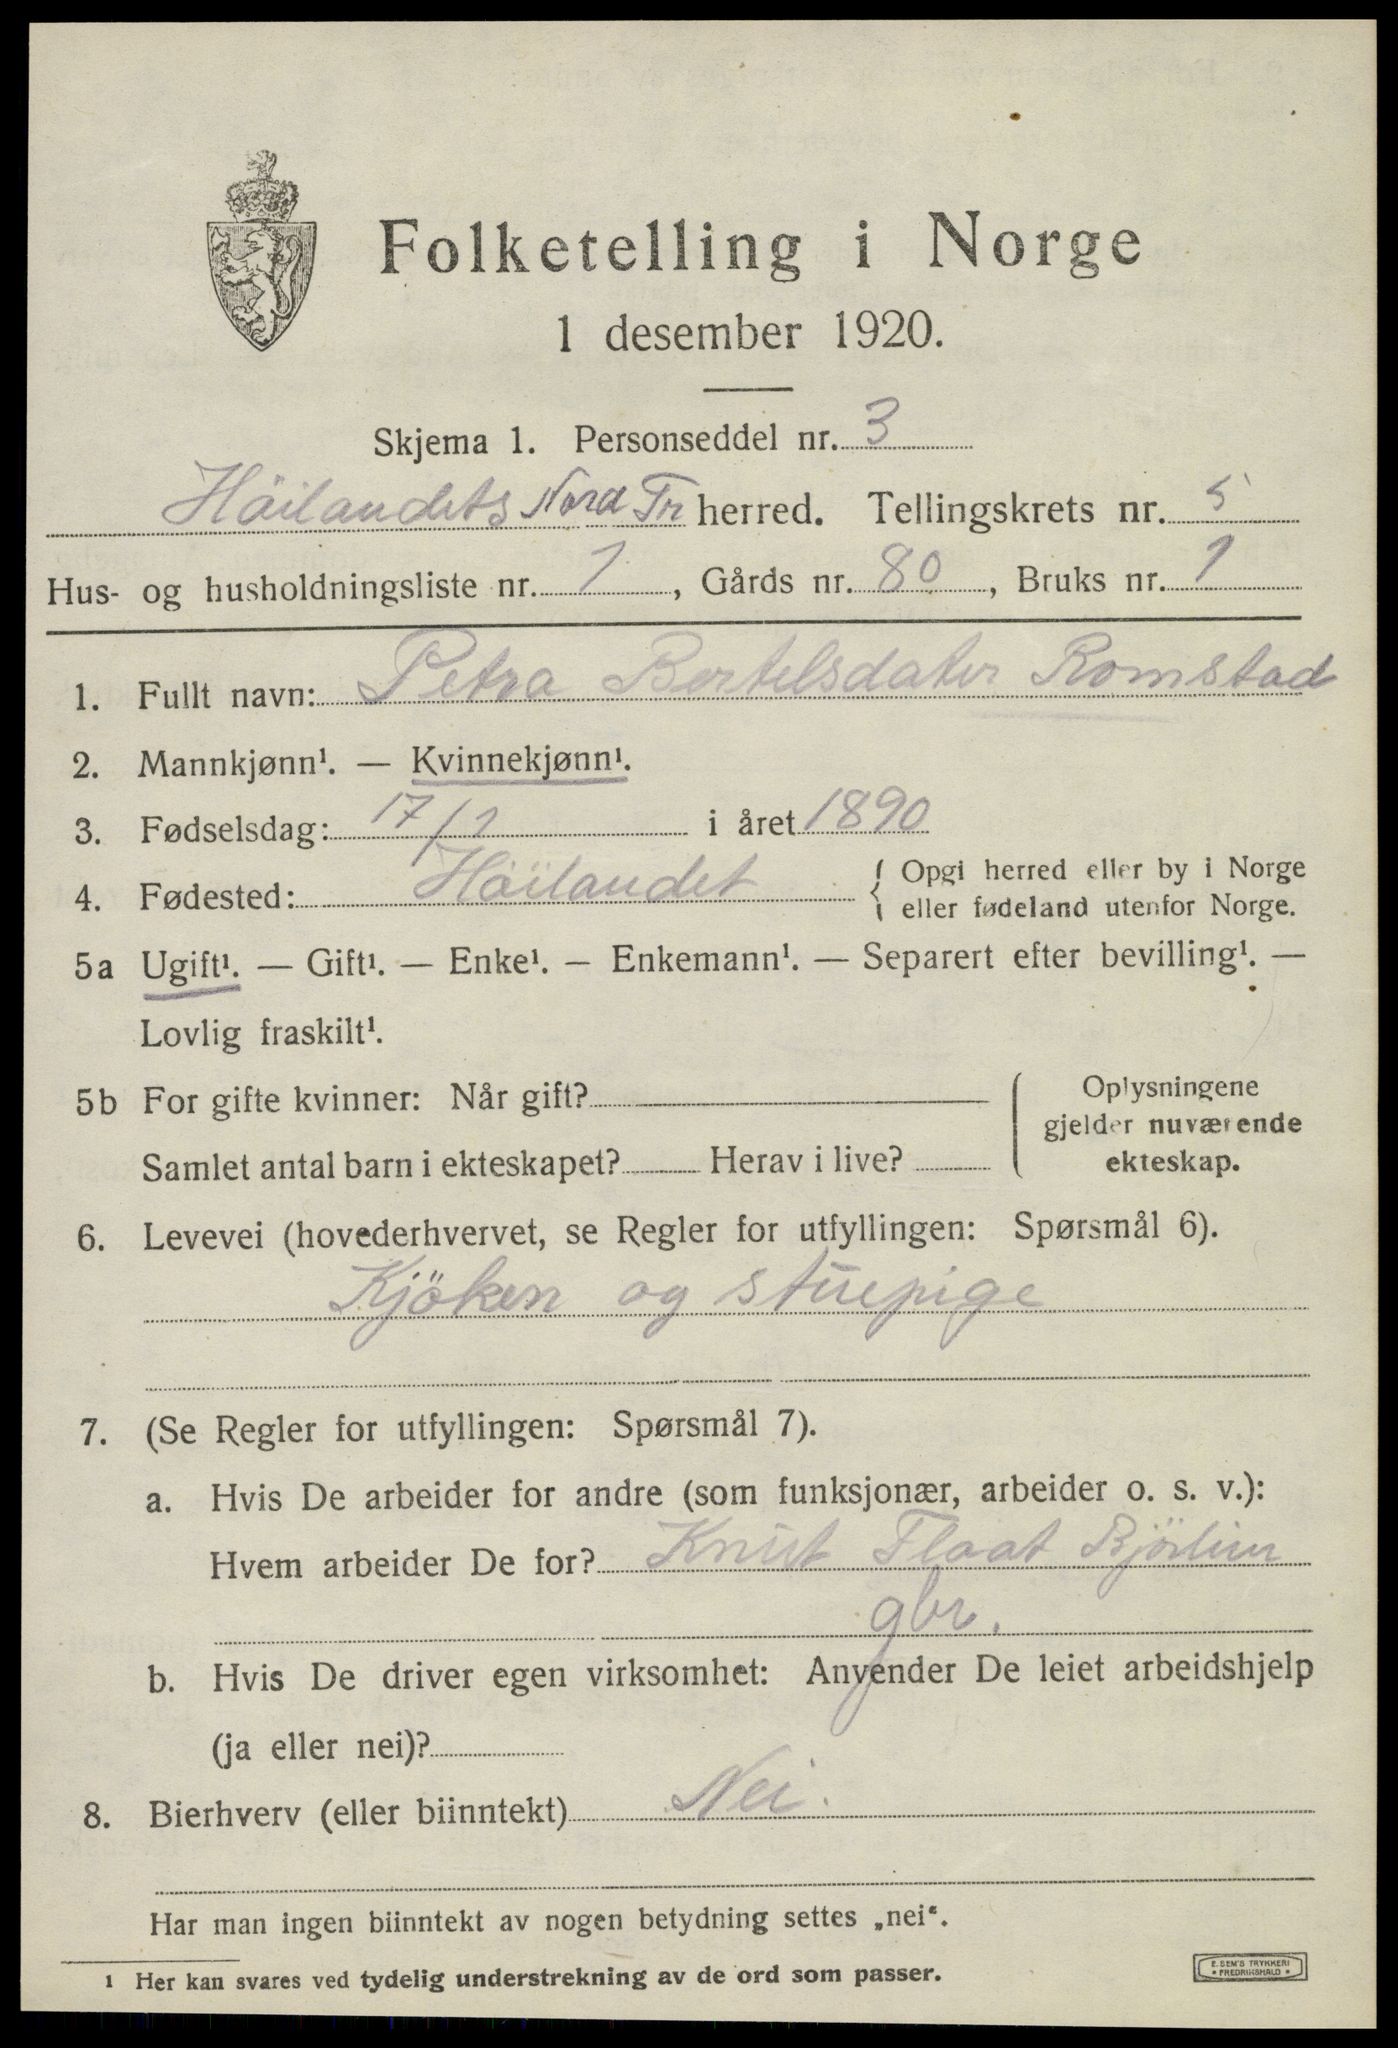 Folketelling i Norge
1 desember 1920.
Skjema 1. Personseddel nr. 3
Höilandets Nord Tr herred. Tellingskrets nr. 5
Hus- og husholdningsliste nr. 1, Gårds nr. 80, Bruks nr. 1
1. Fullt navn: Petra Bertelsdater Romstad
2. Mannkjønn¹. — Kvinnekjønn¹.
3. Fødselsdag: 17/1 i året 1890
4. Fødested: Höilandet { Opgi herred eller by i Norge
eller fødeland utenfor Norge.
5a Ugift¹. — Gift¹. — Enke¹. — Enkemann¹. — Separert efter bevilling¹. —
Lovlig fraskilt¹.
5b For gifte kvinner: Når gift?
Samlet antal barn i ekteskapet? Herav i live?
Oplysningene
gjelder nuværende
ekteskap.
6. Levevei (hovederhvervet, se Regler for utfyllingen: Spørsmål 6).
Kjöken og stuepige
7. (Se Regler for utfyllingen: Spørsmål 7).
a. Hvis De arbeider for andre (som funksjonær, arbeider o. s. v.):
Hvem arbeider De for? Knut Flaat
gbr.
b. Hvis De driver egen virksomhet: Anvender De leiet arbeidshjelp
(ja eller nei)?
8. Bierhverv (eller biinntekt) Nei.
Har man ingen biinntekt av nogen betydning settes „nei“.
1 Her kan svares ved tydelig understrekning av de ord som passer.
E. SEM'S TRYKKERI
• FREDRIKSHALD •